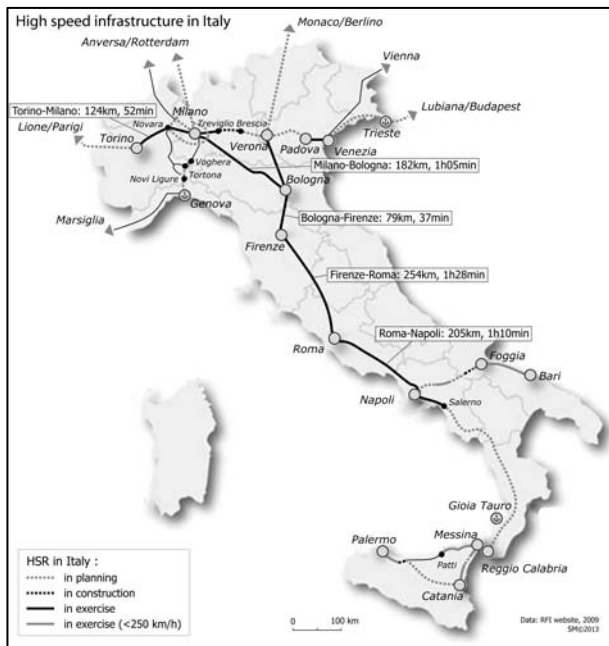 High speed infrastructure in Italy
Monaco/Berlino
Anversa/Rotterdam
Vienna
Lubiana/Budapest
Torino-Milano: 124km, 52min
Milano
Novara
Treviglio Brescia
Lione/Parigi
Torino
Verona
Padova
Trieste
Venezia
Voghera
Milano-Bologna: 182km, 1h05min
Novi Ligure
Tortona
Bologna
Genova
Bologna-Firenze: 79km, 37min
Marsiglia
Firenze
Firenze-Roma: 254km, 1h28min
Roma-Napoli: 205km, 1h10min
Roma
Foggia
Bari
Napoli
Salerno
Gioia Tauro
Messina
Palermo
Patti
Reggio Calabria
Catania
HSR in Italy :
in planning
in construction
in exercise
in exercise (<250 km/h)
0 100 km
Data: RFI website, 2009
SM©2013